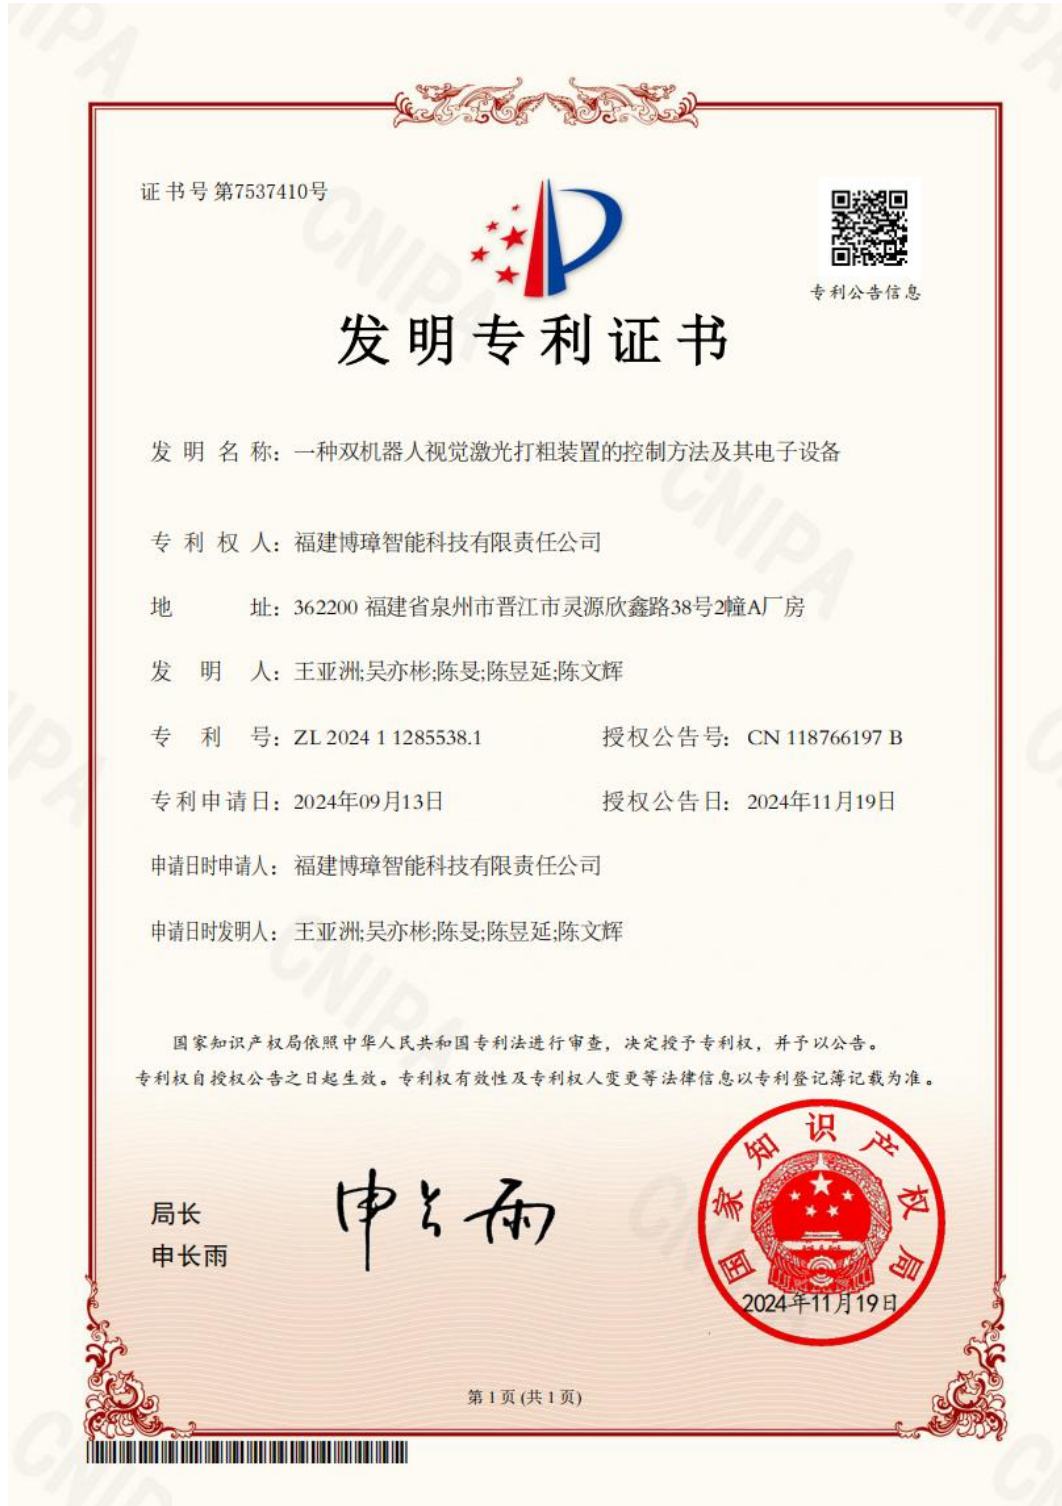 证书号第7537410号
专利公告信息
发明专利证书
发明名称：一种双机器人视觉激光打粗装置的控制方法及其电子设备
专利权人：福建博璋智能科技有限责任公司
地址：362200 福建省泉州市晋江市灵源欣鑫路38号2幢A厂房
发明人：王亚洲;吴亦彬;陈旻;陈昱延;陈文辉
专利号：ZL 2024 1 1285538.1 授权公告号：CN 118766197 B
专利申请日：2024年09月13日 授权公告日：2024年11月19日
申请日时申请人：福建博璋智能科技有限责任公司
申请日时发明人：王亚洲;吴亦彬;陈旻;陈昱延;陈文辉
国家知识产权局依照中华人民共和国专利法进行审查，决定授予专利权，并予以公告。
专利权自授权公告之日起生效。专利权有效性及专利权人变更等法律信息以专利登记簿记载为准。
局长
申长雨
申长雨
国家知识产权局
2024年11月19日
第1页(共1页)
CNIPA
CNIPA
CNIPA
CNIPA